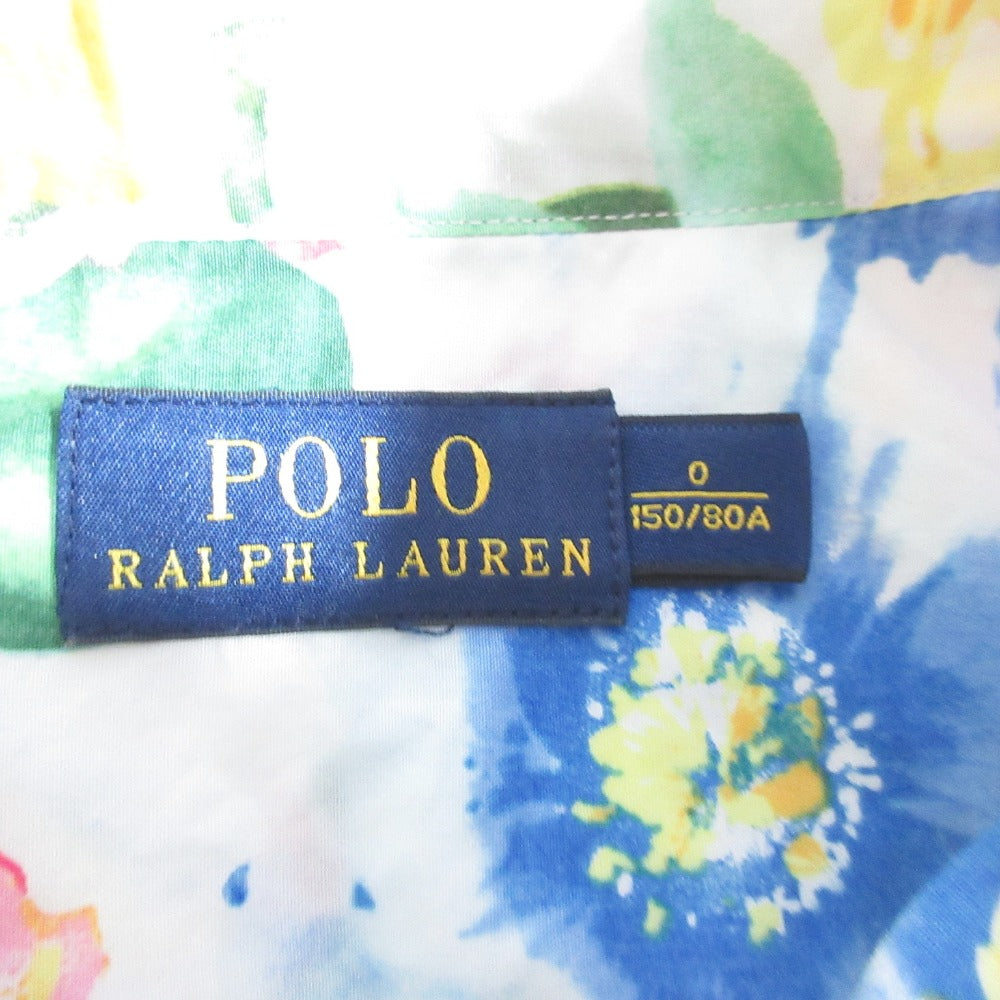 POLO
RALPH LAUREN
0
150/80A